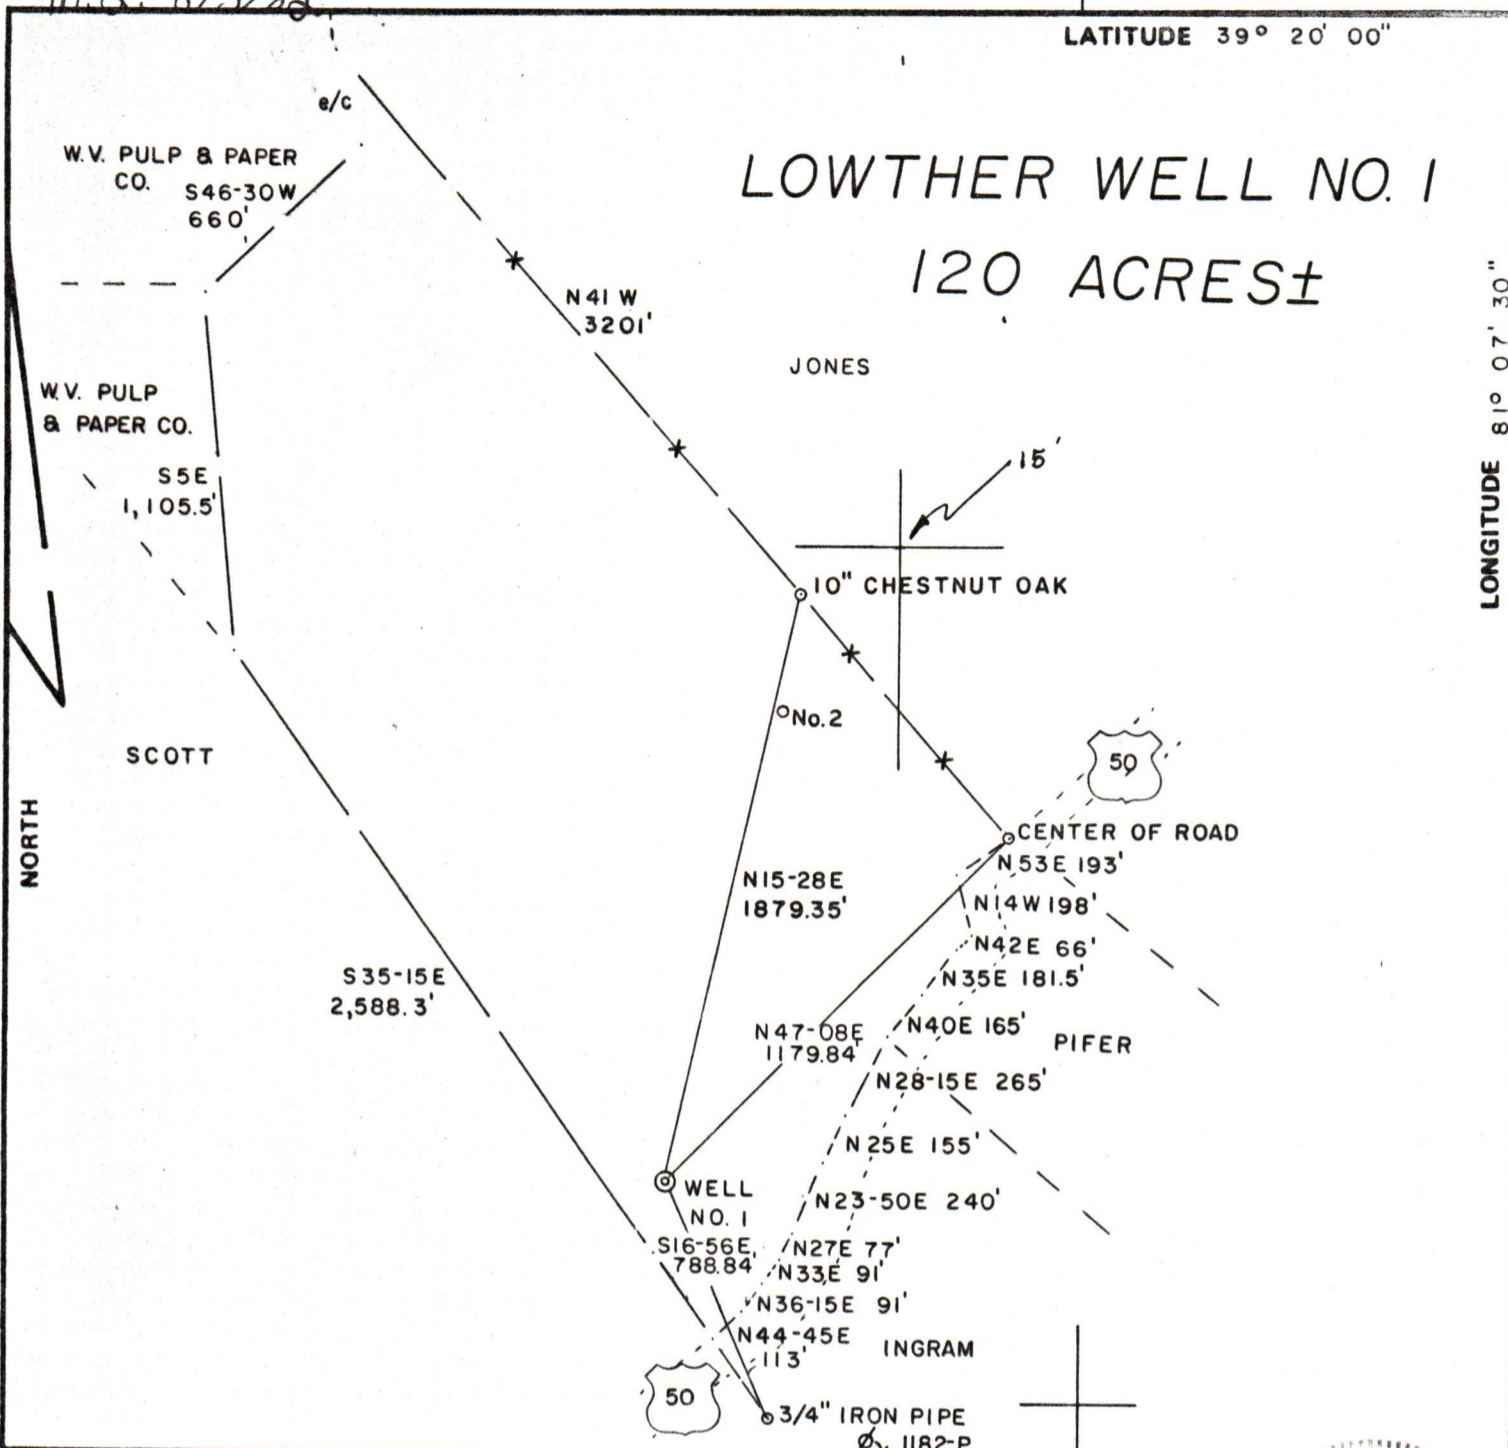 LATITUDE 39° 20' 00"
e/c
W.V. PULP & PAPER
CO.
S46-30W
660'
LOWTHER WELL NO. 1
120 ACRES±
LONGITUDE 81° 07' 30"
N41 W
3201'
JONES
W.V. PULP
& PAPER CO.
15'
S5E
1,105.5'
10" CHESTNUT OAK
No. 2
SCOTT
50
NORTH
CENTER OF ROAD
N53E 193'
N15-28E
1879.35'
N14W 198'
N42E 66'
S35-15E
2,588.3'
N35E 181.5'
N47-08E
1179.84'
N40E 165'
PIFER
N28-15E 265'
N25E 155'
WELL
NO. 1
N23-50E 240'
S16-56E
788.84'
N27E 77'
N33E 91'
N36-15E 91'
N44-45E
113'
INGRAM
50
3/4" IRON PIPE
1182-P